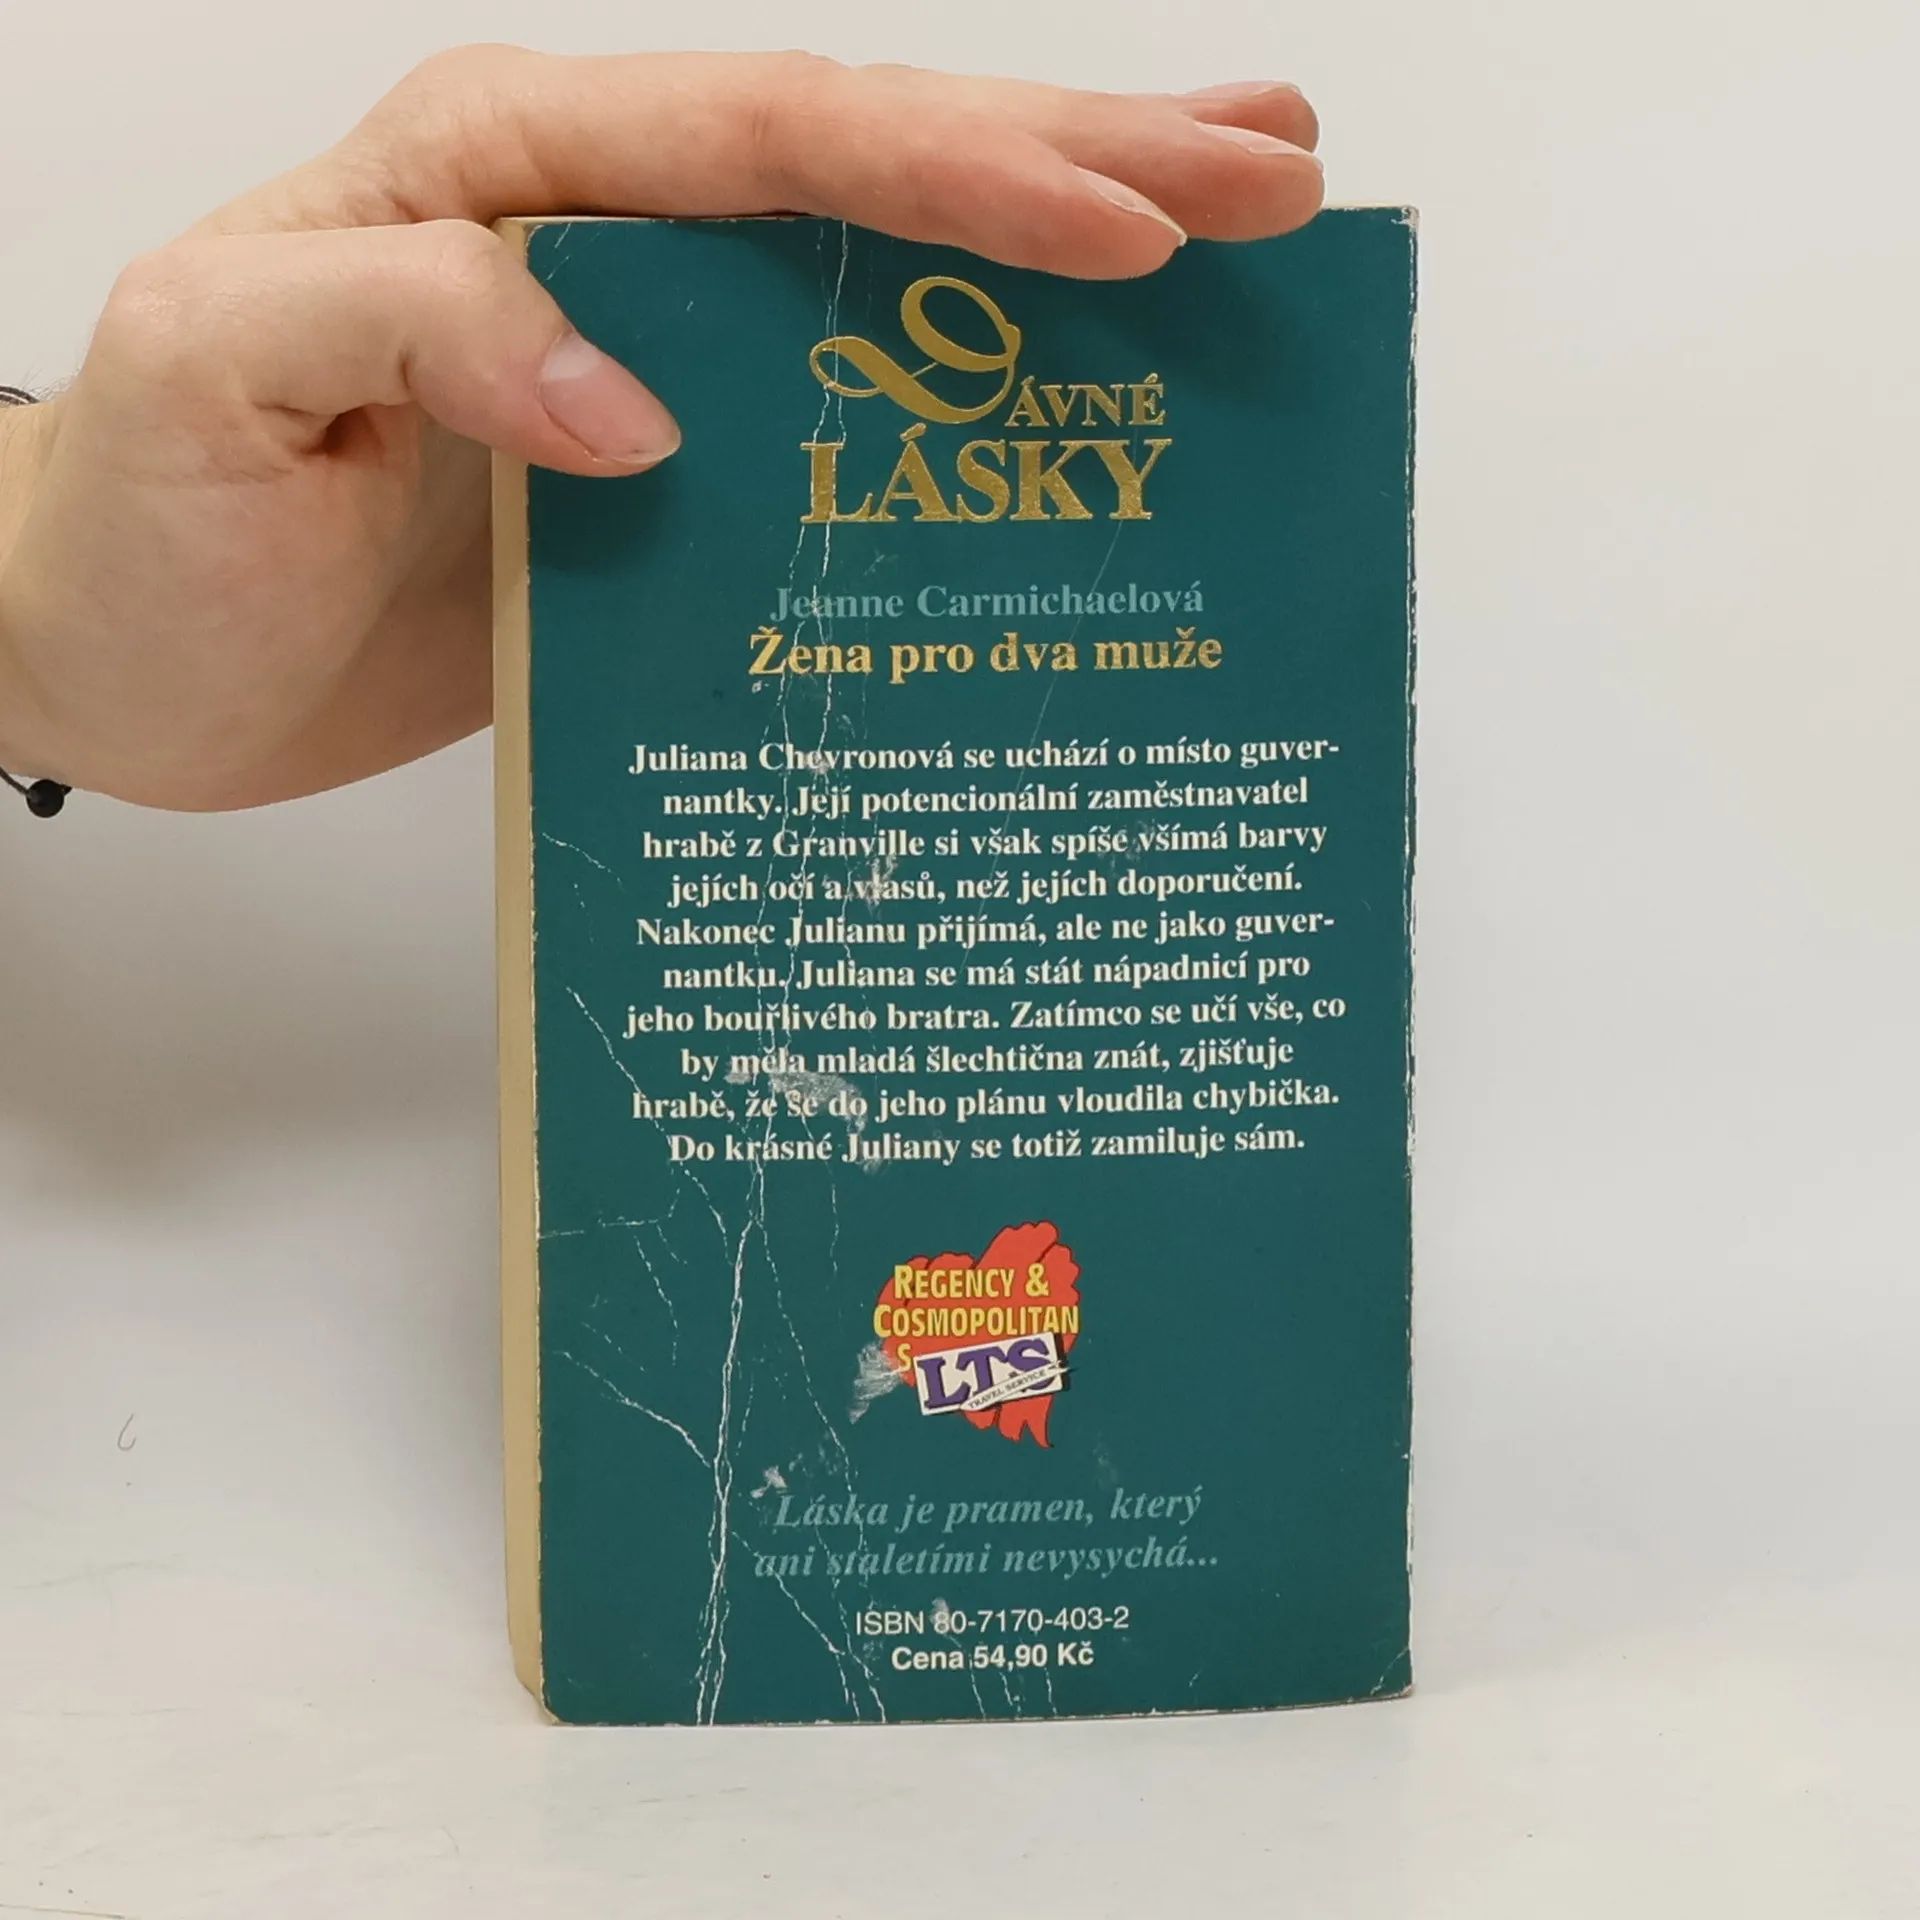 DÁVNÉ
LÁSKY
Jeanne Carmichaelová
Žena pro dva muže
Juliana Chevronová se uchází o místo guver-
nantky. Její potencionální zaměstnavatel
hrabě z Granville si však spíše všímá barvy
jejích očí a vlasů, než jejích doporučení.
Nakonec Julianu přijímá, ale ne jako guver-
nantku. Juliana se má stát nápadnicí pro
jeho bouřlivého bratra. Zatímco se učí vše, co
by měla mladá šlechtična znát, zjišťuje
hrabě, že se do jeho plánu vloudila chybička.
Do krásné Juliany se totiž zamiluje sám.
REGENCY &
COSMOPOLITAN
S
LTS
TRAVEL SERVICE
Láska je pramen, který
ani staletími nevysychá...
ISBN 80-7170-403-2
Cena 54,90 Kč